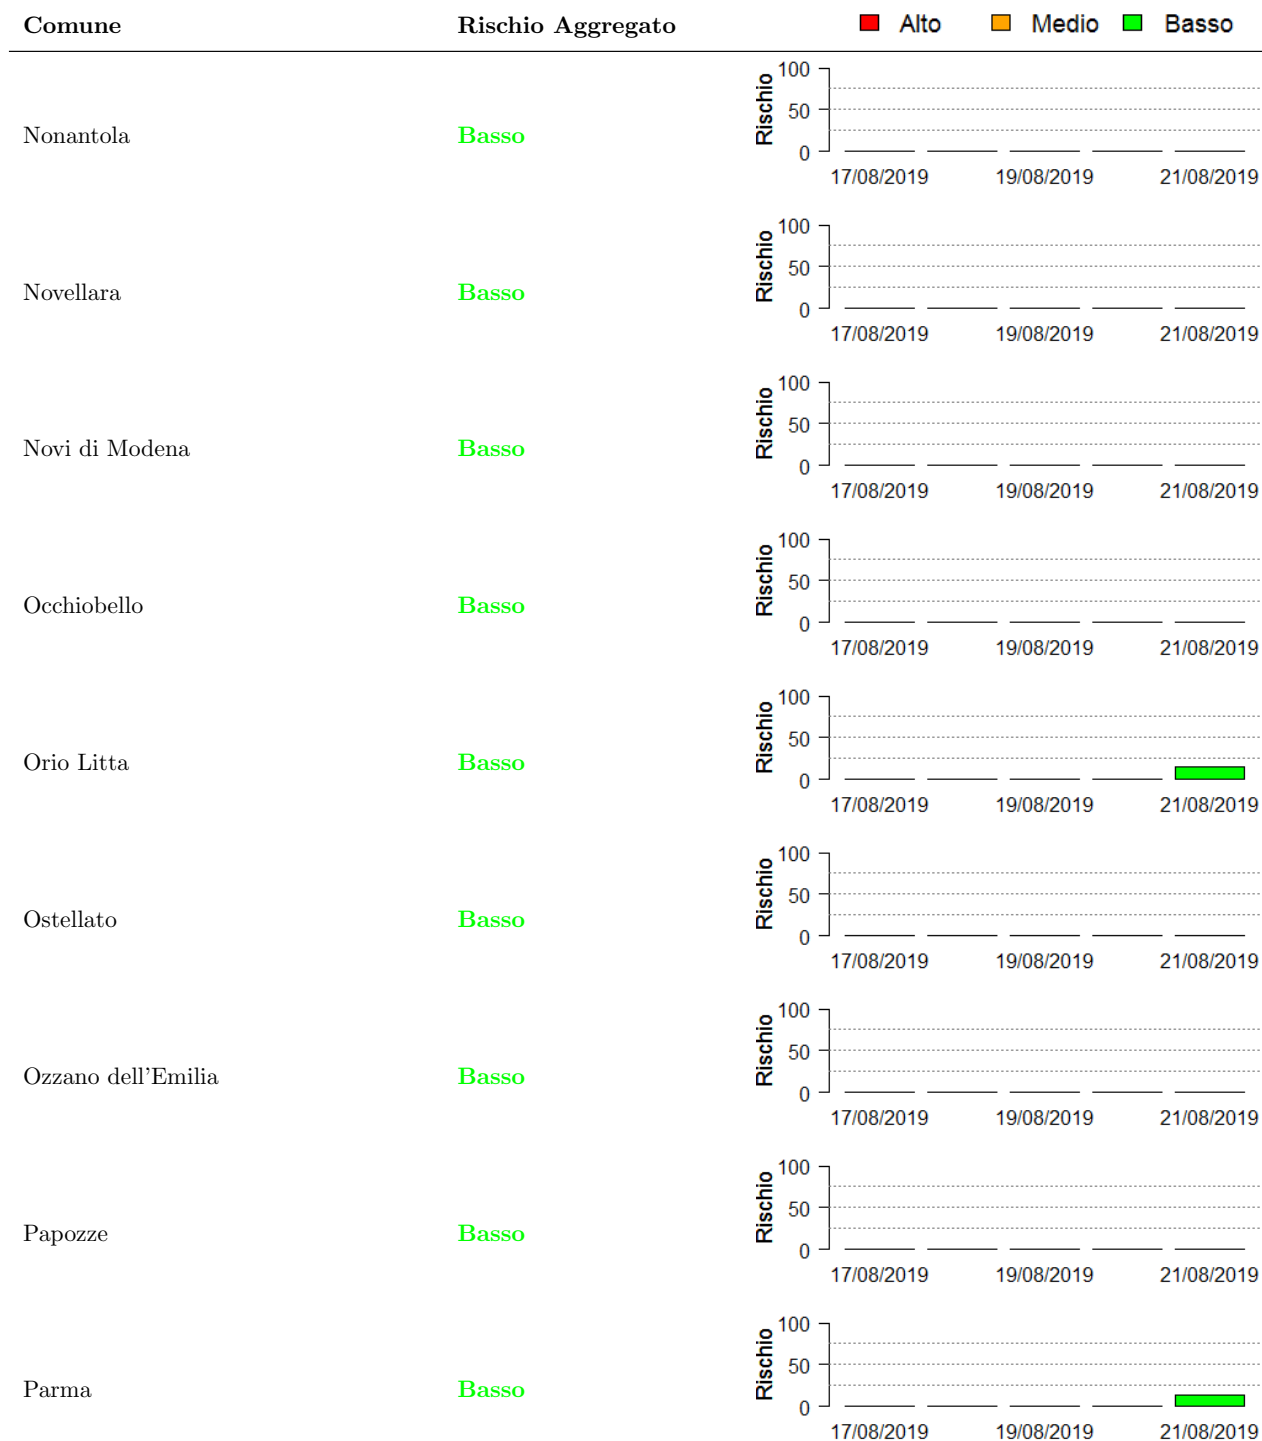 Comune Rischio Aggregato Alto Medio Basso
Nonantola Basso Rischio 100 50 0
17/08/2019 19/08/2019 21/08/2019
Novellara Basso Rischio 100 50 0
17/08/2019 19/08/2019 21/08/2019
Novi di Modena Basso Rischio 100 50 0
17/08/2019 19/08/2019 21/08/2019
Occhiobello Basso Rischio 100 50 0
17/08/2019 19/08/2019 21/08/2019
Orio Litta Basso Rischio 100 50 0
17/08/2019 19/08/2019 21/08/2019
Ostellato Basso Rischio 100 50 0
17/08/2019 19/08/2019 21/08/2019
Ozzano dell'Emilia Basso Rischio 100 50 0
17/08/2019 19/08/2019 21/08/2019
Papozze Basso Rischio 100 50 0
17/08/2019 19/08/2019 21/08/2019
Parma Basso Rischio 100 50 0
17/08/2019 19/08/2019 21/08/2019